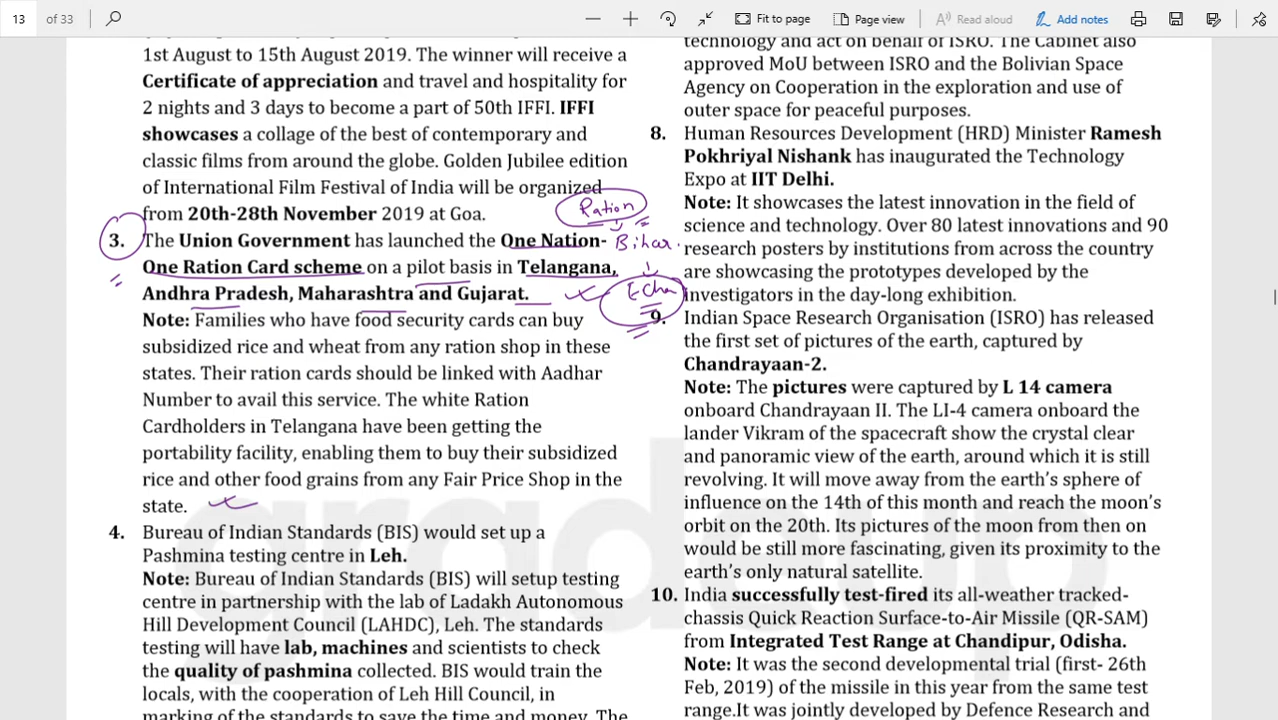 13 of 33
Fit to page
Page view
Read aloud
Add notes
1st August to 15th August 2019. The winner will receive a
Certificate of appreciation and travel and hospitality for
2 nights and 3 days to become a part of 50th IFFI. IFFI
showcases a collage of the best of contemporary and
classic films from around the globe. Golden Jubilee edition
of International Film Festival of India will be organized
from 20th-28th November 2019 at Goa.
Ration
3. The Union Government has launched the One Nation-
Bihar
One Ration Card scheme on a pilot basis in Telangana,
Andhra Pradesh, Maharashtra and Gujarat.
Note: Families who have food security cards can buy
subsidized rice and wheat from any ration shop in these
states. Their ration cards should be linked with Aadhar
Number to avail this service. The white Ration
Cardholders in Telangana have been getting the
portability facility, enabling them to buy their subsidized
rice and other food grains from any Fair Price Shop in the
state.
4. Bureau of Indian Standards (BIS) would set up a
Pashmina testing centre in Leh.
Note: Bureau of Indian Standards (BIS) will setup testing
centre in partnership with the lab of Ladakh Autonomous
Hill Development Council (LAHDC), Leh. The standards
testing will have lab, machines and scientists to check
the quality of pashmina collected. BIS would train the
locals, with the cooperation of Leh Hill Council, in
marking of the standards to save the time and money. The
technology and act on behalf of ISRO. The Cabinet also
approved MoU between ISRO and the Bolivian Space
Agency on Cooperation in the exploration and use of
outer space for peaceful purposes.
8. Human Resources Development (HRD) Minister Ramesh
Pokhriyal Nishank has inaugurated the Technology
Expo at IIT Delhi.
Note: It showcases the latest innovation in the field of
science and technology. Over 80 latest innovations and 90
research posters by institutions from across the country
are showcasing the prototypes developed by the
investigators in the day-long exhibition.
9. Indian Space Research Organisation (ISRO) has released
the first set of pictures of the earth, captured by
Chandrayaan-2.
Note: The pictures were captured by L 14 camera
onboard Chandrayaan II. The LI-4 camera onboard the
lander Vikram of the spacecraft show the crystal clear
and panoramic view of the earth, around which it is still
revolving. It will move away from the earth's sphere of
influence on the 14th of this month and reach the moon's
orbit on the 20th. Its pictures of the moon from then on
would be still more fascinating, given its proximity to the
earth's only natural satellite.
10. India successfully test-fired its all-weather tracked-
chassis Quick Reaction Surface-to-Air Missile (QR-SAM)
from Integrated Test Range at Chandipur, Odisha.
Note: It was the second developmental trial (first- 26th
Feb, 2019) of the missile in this year from the same test
range.It was jointly developed by Defence Research and
gradeup